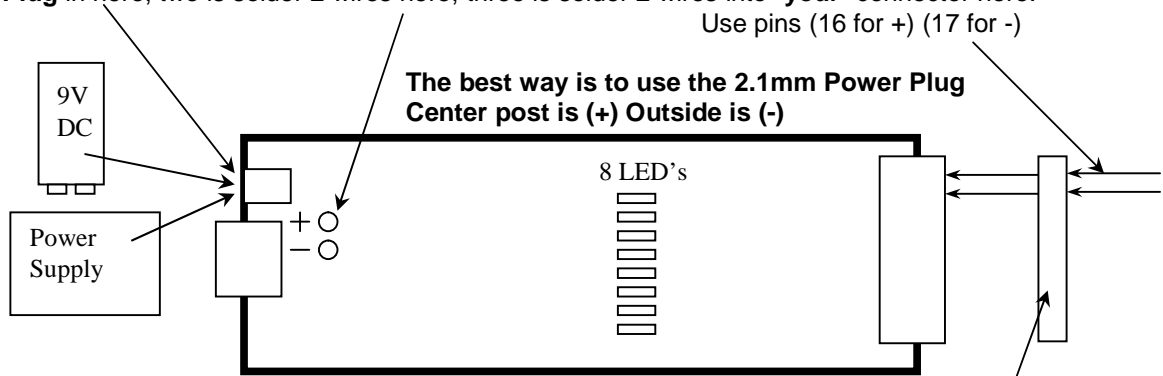 in here, two is solder 2 wires here, three is solder 2 wires into "your" connector here.
Use pins (16 for +) (17 for -)
The best way is to use the 2.1mm Power Plug
Center post is (+) Outside is (-)
9V
DC
8 LED's
+
−
Power
Supply